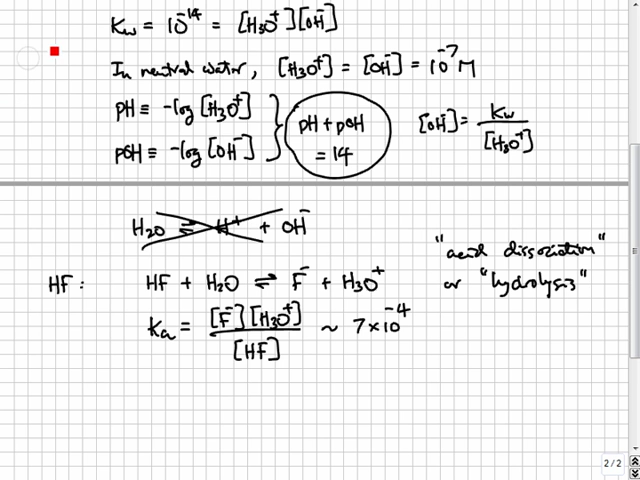 Kw = 10⁻¹⁴ = [H₃O⁺][OH⁻]
In neutral water, [H₃O⁺] = [OH⁻] = 10⁻⁷ M
pH ≡ -log [H₃O⁺]
pOH ≡ -log [OH⁻]
pH + pOH
= 14
[OH⁻] = Kw / [H₃O⁺]
H₂O ⇌ H⁺ + OH⁻
"acid dissociation"
or "hydrolysis"
HF : HF + H₂O ⇌ F⁻ + H₃O⁺
Ka = [F⁻][H₃O⁺] / [HF] ~ 7×10⁻⁴
2 / 2